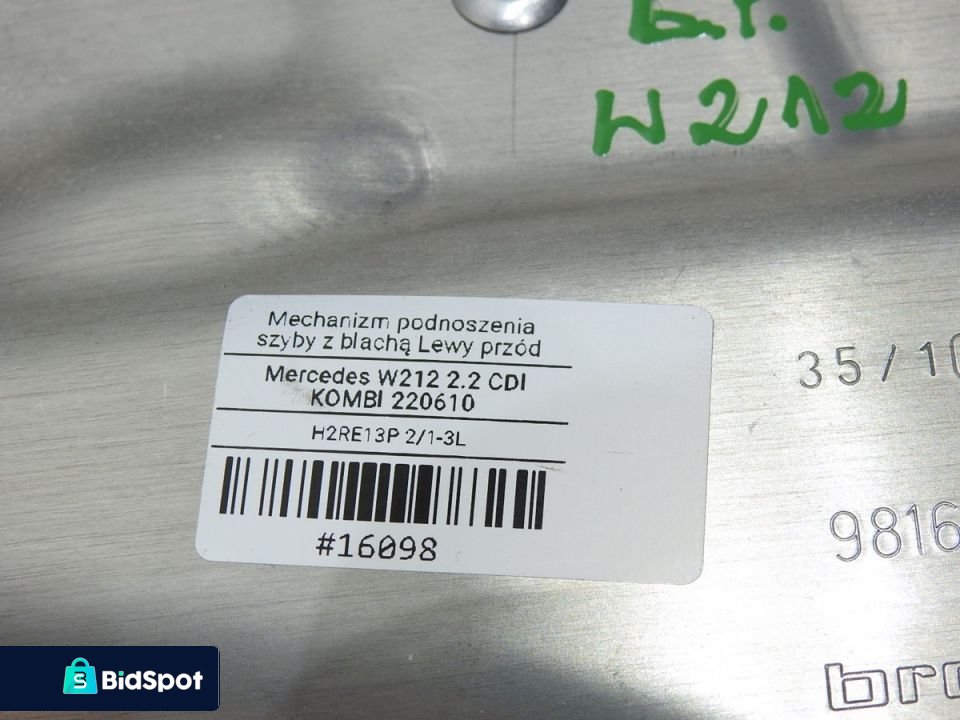 W212
Mechanizm podnoszenia
szyby z blachą Lewy przód
Mercedes W212 2.2 CDI
KOMBI 220610
H2RE13P 2/1-3L
#16098
35/10
9816
BidSpot